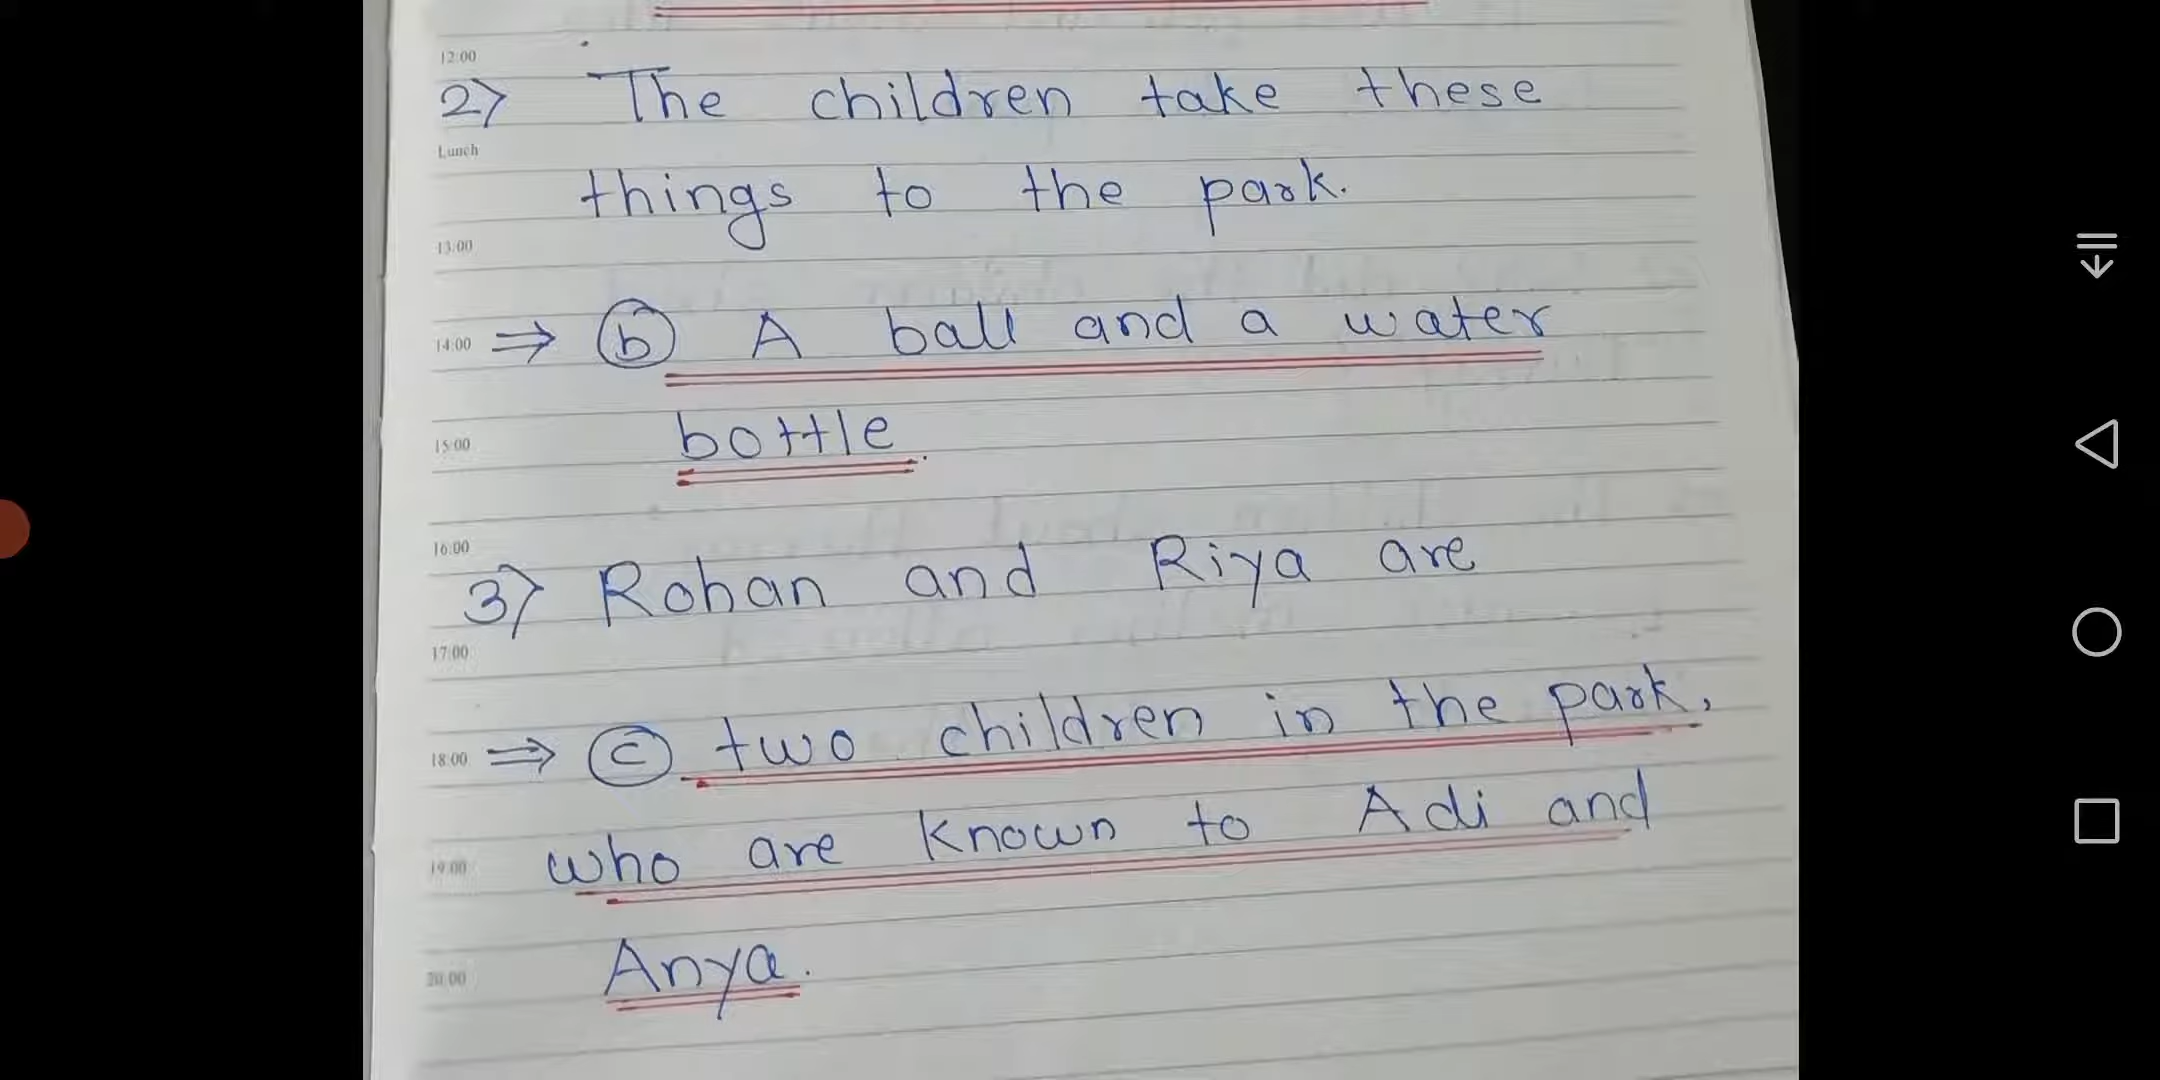 12:00
2) The children take these
Lunch
things to the park.
13:00
14:00 ⇒ (b) A ball and a water
15:00 bottle.
16:00
3) Rohan and Riya are
17:00
18:00 ⇒ (c) two children in the park,
19:00 who are known to Adi and
20:00 Anya.